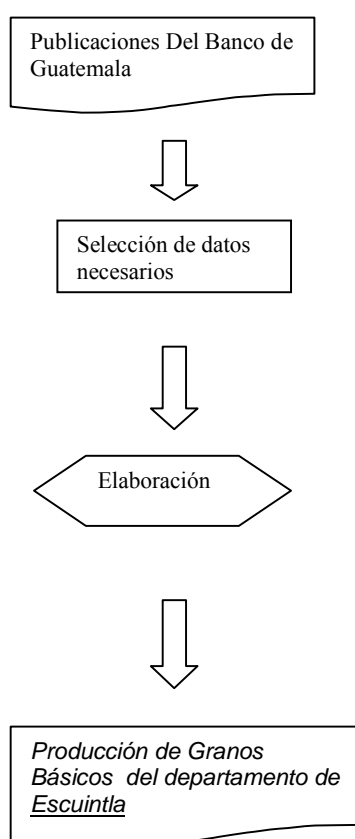 Publicaciones Del Banco de
Guatemala
Selección de datos
necesarios
Elaboración
Producción de Granos
Básicos del departamento de
Escuintla